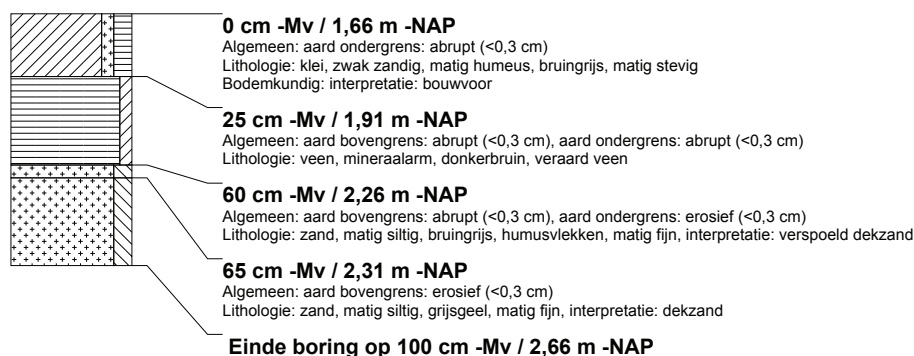 0 cm -Mv / 1,66 m -NAP
Algemeen: aard ondergrens: abrupt (<0,3 cm)
Lithologie: klei, zwak zandig, matig humeus, bruingrijs, matig stevig
Bodemkundig: interpretatie: bouwvoor
25 cm -Mv / 1,91 m -NAP
Algemeen: aard bovengrens: abrupt (<0,3 cm), aard ondergrens: abrupt (<0,3 cm)
Lithologie: veen, mineraalarm, donkerbruin, veraard veen
60 cm -Mv / 2,26 m -NAP
Algemeen: aard bovengrens: abrupt (<0,3 cm), aard ondergrens: erosief (<0,3 cm)
Lithologie: zand, matig siltig, bruingrijs, humusvlekken, matig fijn, interpretatie: verspoeld dekzand
65 cm -Mv / 2,31 m -NAP
Algemeen: aard bovengrens: erosief (<0,3 cm)
Lithologie: zand, matig siltig, grijsgeel, matig fijn, interpretatie: dekzand
Einde boring op 100 cm -Mv / 2,66 m -NAP